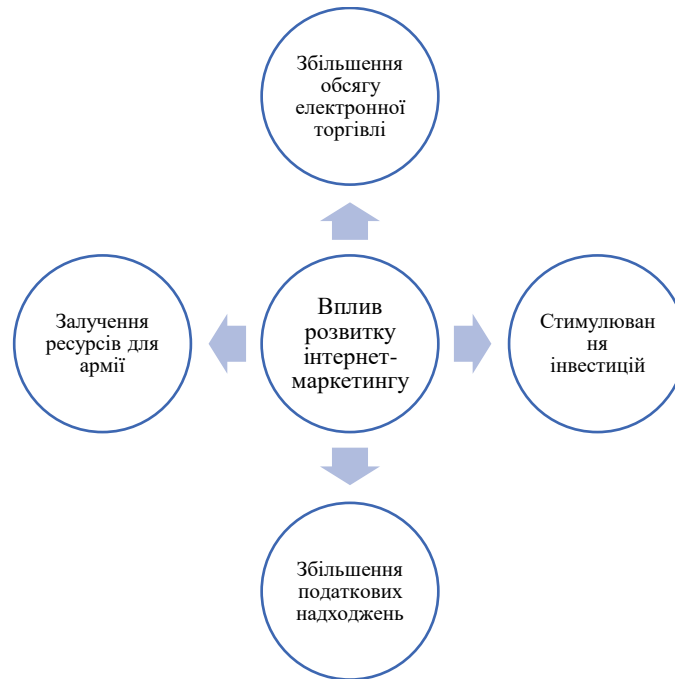 Збільшення
обсягу
електронної
торгівлі
Залучення
ресурсів для
армії
Вплив
розвитку
інтернет-
маркетингу
Стимулюван
ня
інвестицій
Збільшення
податкових
надходжень